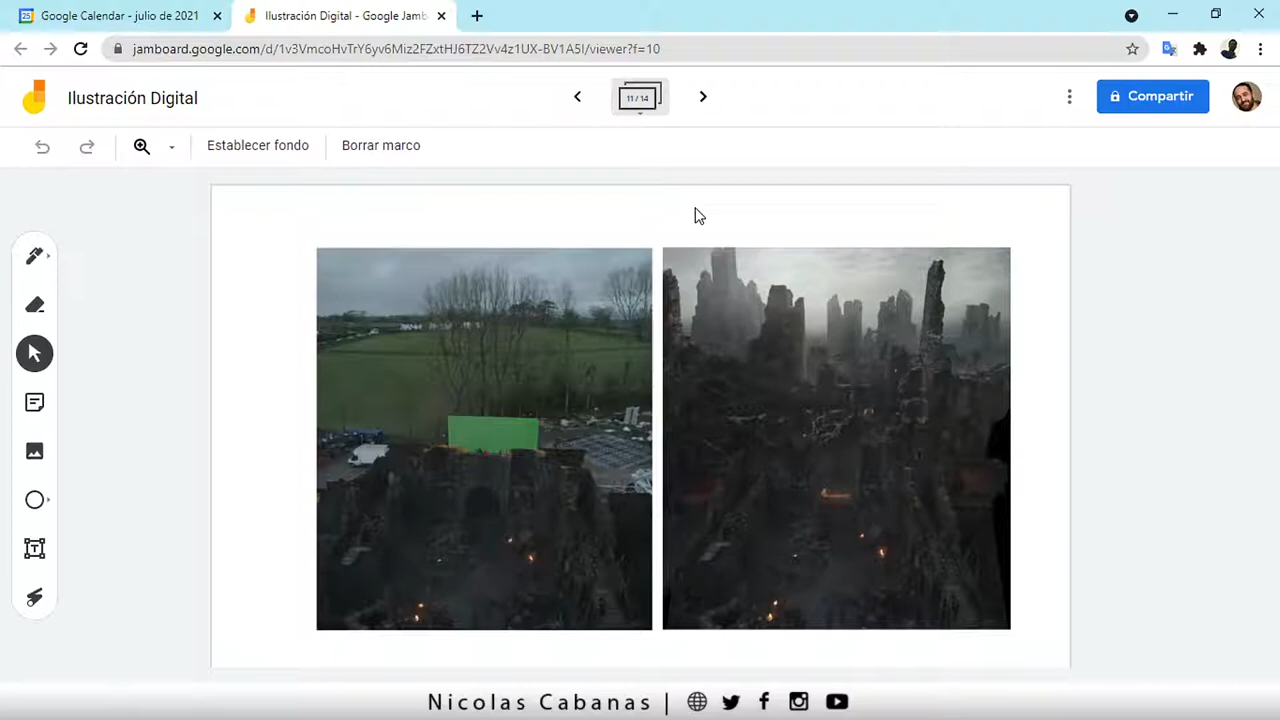 Google Calendar - julio de 2021
Ilustración Digital - Google Jamb
jamboard.google.com/d/1v3VmcoHvTrY6yv6Miz2FZxtHJ6TZ2Vv4z1UX-BV1A5I/viewer?f=10
Ilustración Digital
11 / 14
Compartir
Establecer fondo
Borrar marco
Nicolas Cabanas |